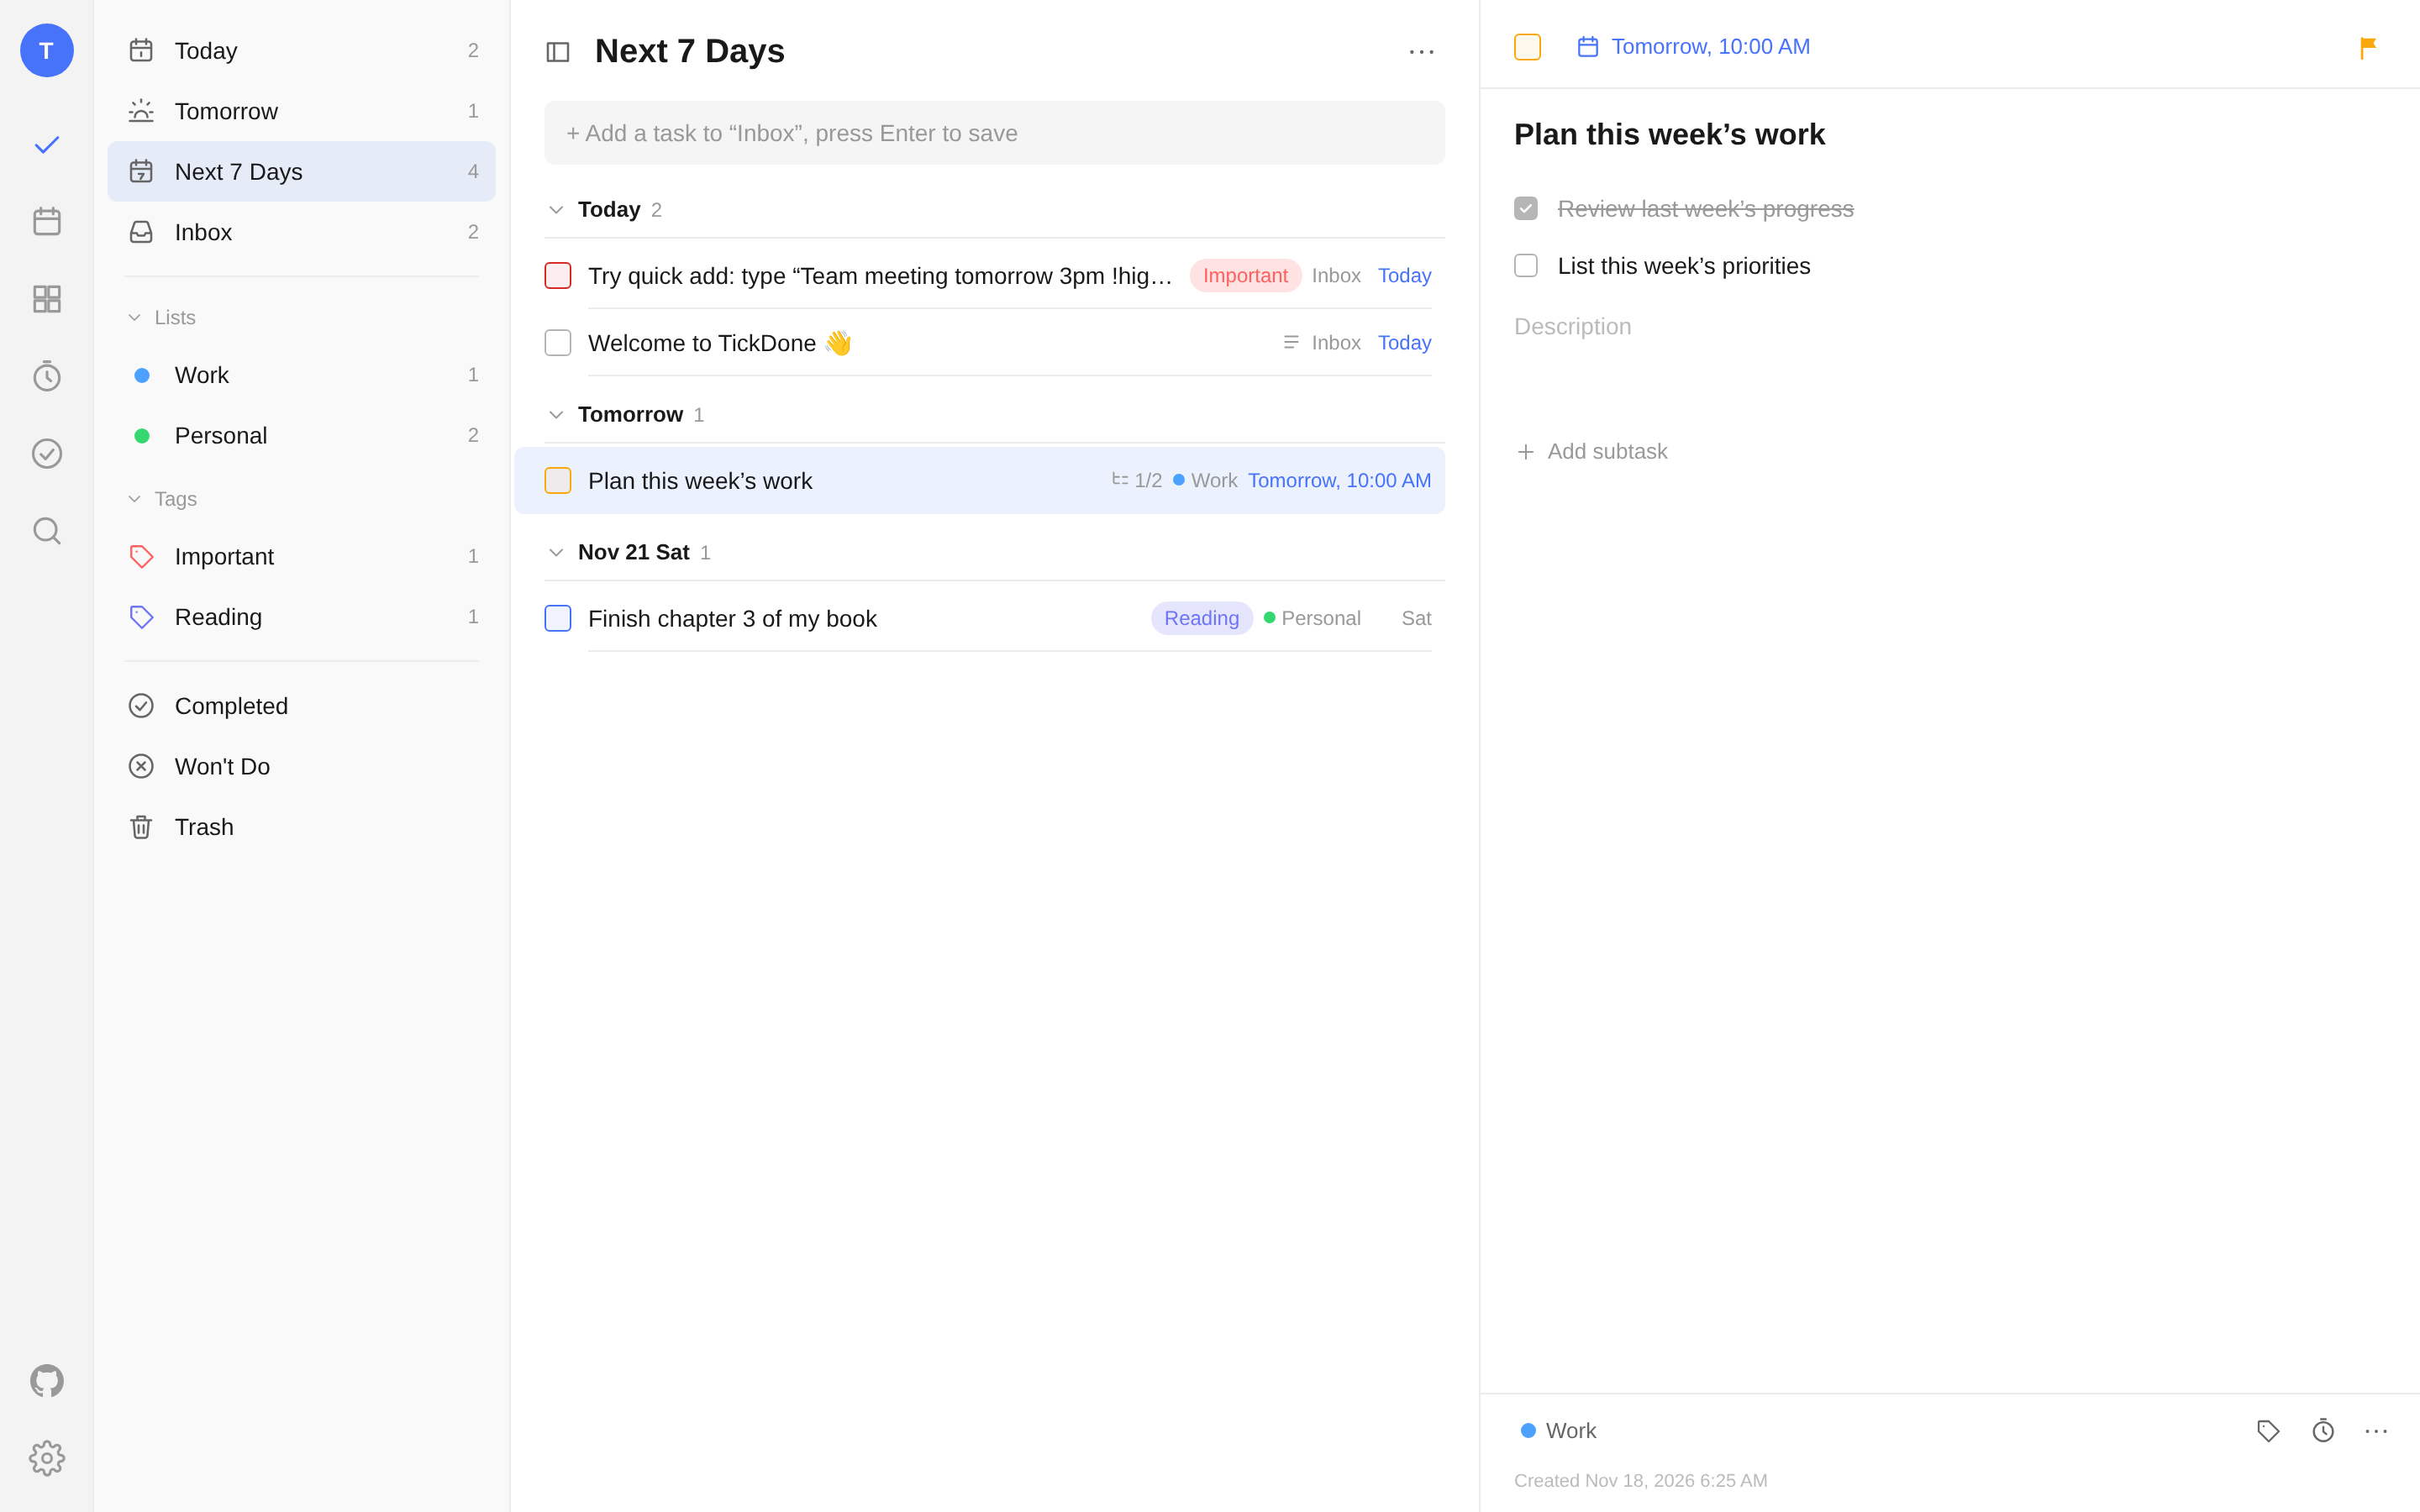 T
Today 2
Tomorrow 1
Next 7 Days 4
Inbox 2
Lists
Work 1
Personal 2
Tags
Important 1
Reading 1
Completed
Won't Do
Trash
Next 7 Days
+ Add a task to “Inbox”, press Enter to save
Today 2
Try quick add: type “Team meeting tomorrow 3pm !hig… Important Inbox Today
Welcome to TickDone 👋 Inbox Today
Tomorrow 1
Plan this week’s work 1/2 Work Tomorrow, 10:00 AM
Nov 21 Sat 1
Finish chapter 3 of my book Reading Personal Sat
Tomorrow, 10:00 AM
Plan this week’s work
Review last week’s progress
List this week’s priorities
Description
Add subtask
Work
Created Nov 18, 2026 6:25 AM